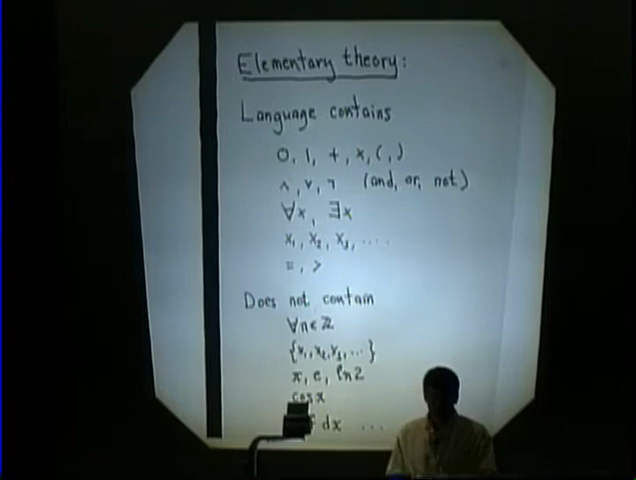 Elementary theory:
Language contains
0, 1, +, ×, (, )
∧, ∨, ¬ (and, or, not)
∀x, ∃x
x₁, x₂, x₃, ....
=, >
Does not contain
∀n∈ℤ
{x₁, x₂, x₃, ...}
π, e, ln 2
cos x
dx ...